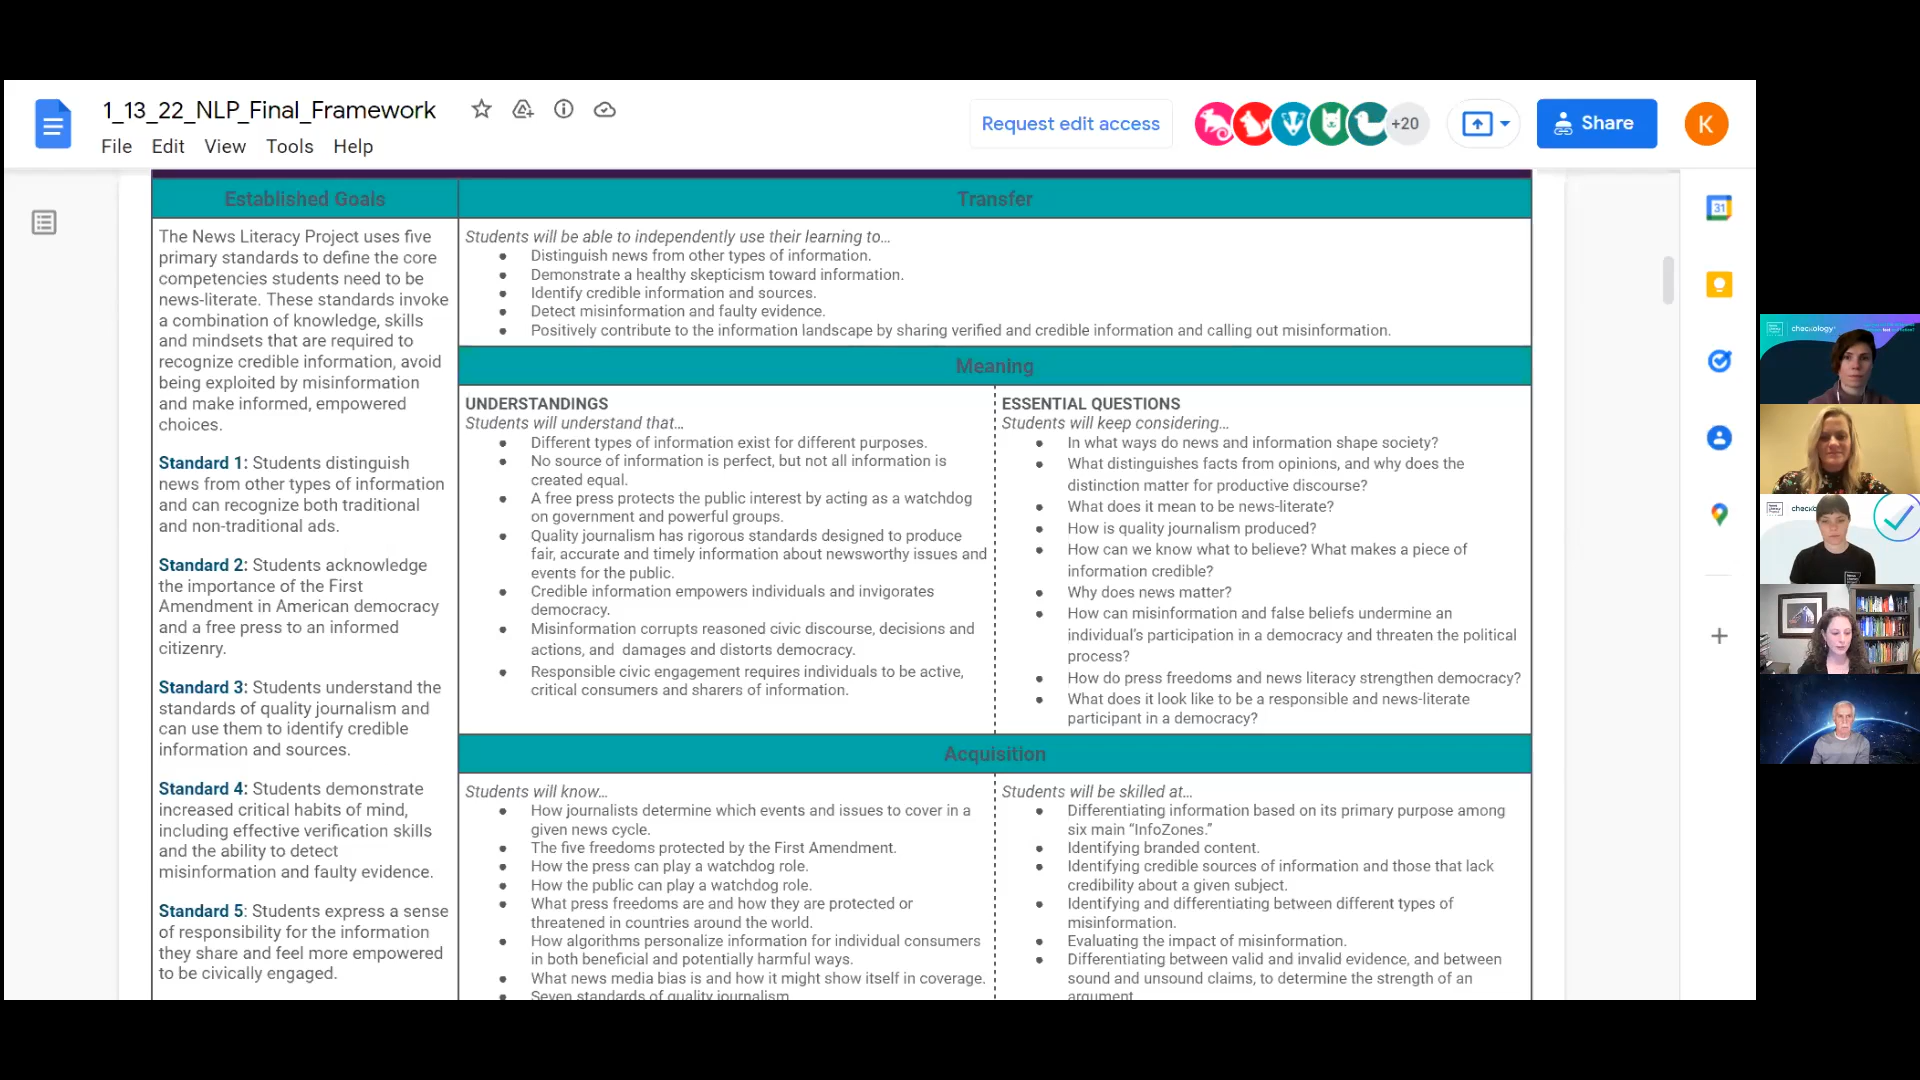 1_13_22_NLP_Final_Framework
File Edit View Tools Help
Request edit access
+20
Share
K
31
Established Goals
The News Literacy Project uses five
primary standards to define the core
competencies students need to be
news-literate. These standards invoke
a combination of knowledge, skills
and mindsets that are required to
recognize credible information, avoid
being exploited by misinformation
and make informed, empowered
choices.
Standard 1: Students distinguish
news from other types of information
and can recognize both traditional
and non-traditional ads.
Standard 2: Students acknowledge
the importance of the First
Amendment in American democracy
and a free press to an informed
citizenry.
Standard 3: Students understand the
standards of quality journalism and
can use them to identify credible
information and sources.
Standard 4: Students demonstrate
increased critical habits of mind,
including effective verification skills
and the ability to detect
misinformation and faulty evidence.
Standard 5: Students express a sense
of responsibility for the information
they share and feel more empowered
to be civically engaged.
Transfer
Students will be able to independently use their learning to…
● Distinguish news from other types of information.
● Demonstrate a healthy skepticism toward information.
● Identify credible information and sources.
● Detect misinformation and faulty evidence.
● Positively contribute to the information landscape by sharing verified and credible information and calling out misinformation.
Meaning
UNDERSTANDINGS
Students will understand that…
● Different types of information exist for different purposes.
● No source of information is perfect, but not all information is
created equal.
● A free press protects the public interest by acting as a watchdog
on government and powerful groups.
● Quality journalism has rigorous standards designed to produce
fair, accurate and timely information about newsworthy issues and
events for the public.
● Credible information empowers individuals and invigorates
democracy.
● Misinformation corrupts reasoned civic discourse, decisions and
actions, and  damages and distorts democracy.
● Responsible civic engagement requires individuals to be active,
critical consumers and sharers of information.
ESSENTIAL QUESTIONS
Students will keep considering…
● In what ways do news and information shape society?
● What distinguishes facts from opinions, and why does the
distinction matter for productive discourse?
● What does it mean to be news-literate?
● How is quality journalism produced?
● How can we know what to believe? What makes a piece of
information credible?
● Why does news matter?
● How can misinformation and false beliefs undermine an
individual's participation in a democracy and threaten the political
process?
● How do press freedoms and news literacy strengthen democracy?
● What does it look like to be a responsible and news-literate
participant in a democracy?
Acquisition
Students will know…
● How journalists determine which events and issues to cover in a
given news cycle.
● The five freedoms protected by the First Amendment.
● How the press can play a watchdog role.
● How the public can play a watchdog role.
● What press freedoms are and how they are protected or
threatened in countries around the world.
● How algorithms personalize information for individual consumers
in both beneficial and potentially harmful ways.
● What news media bias is and how it might show itself in coverage.
● Seven standards of quality journalism
Students will be skilled at…
● Differentiating information based on its primary purpose among
six main “InfoZones.”
● Identifying branded content.
● Identifying credible sources of information and those that lack
credibility about a given subject.
● Identifying and differentiating between different types of
misinformation.
● Evaluating the impact of misinformation.
● Differentiating between valid and invalid evidence, and between
sound and unsound claims, to determine the strength of an
argument
checkology